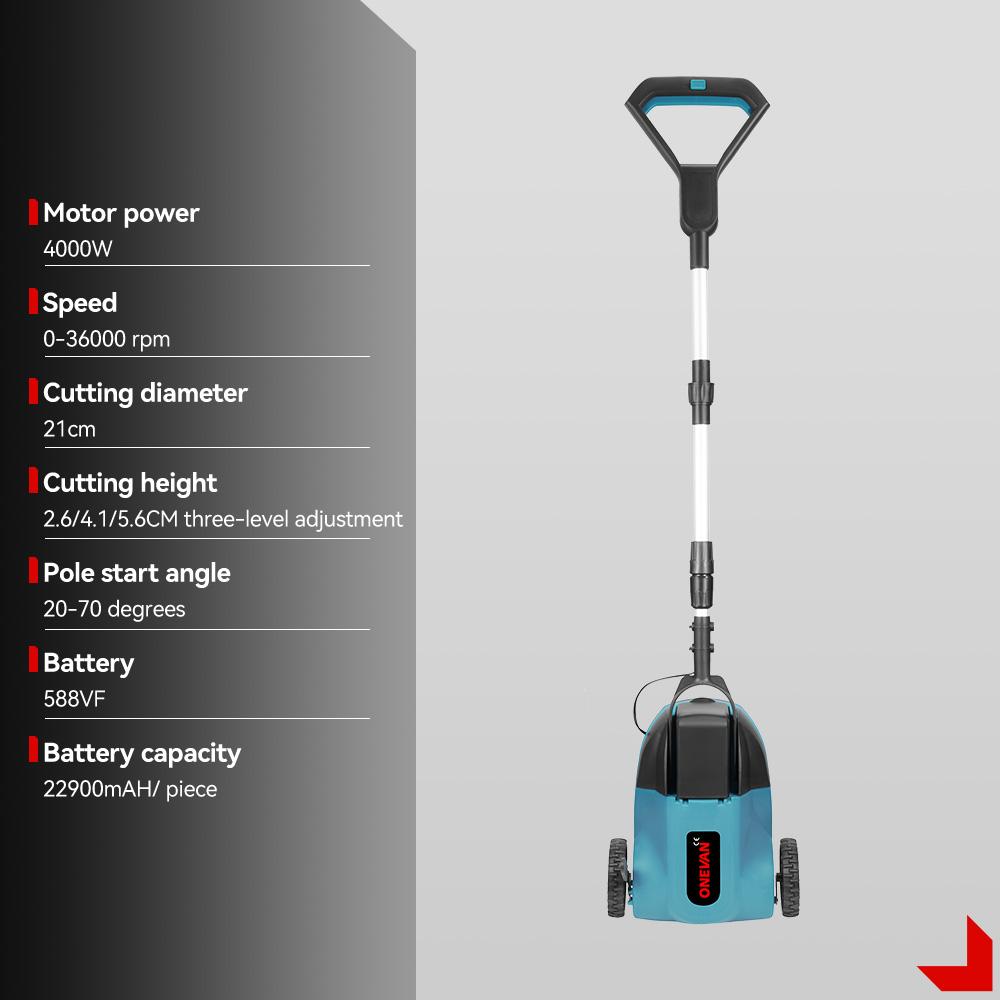 Motor power
4000W
Speed
0-36000 rpm
Cutting diameter
21cm
Cutting height
2.6/4.1/5.6CM three-level adjustment
Pole start angle
20-70 degrees
Battery
588VF
Battery capacity
22900mAH/ piece
ONEVAN CE